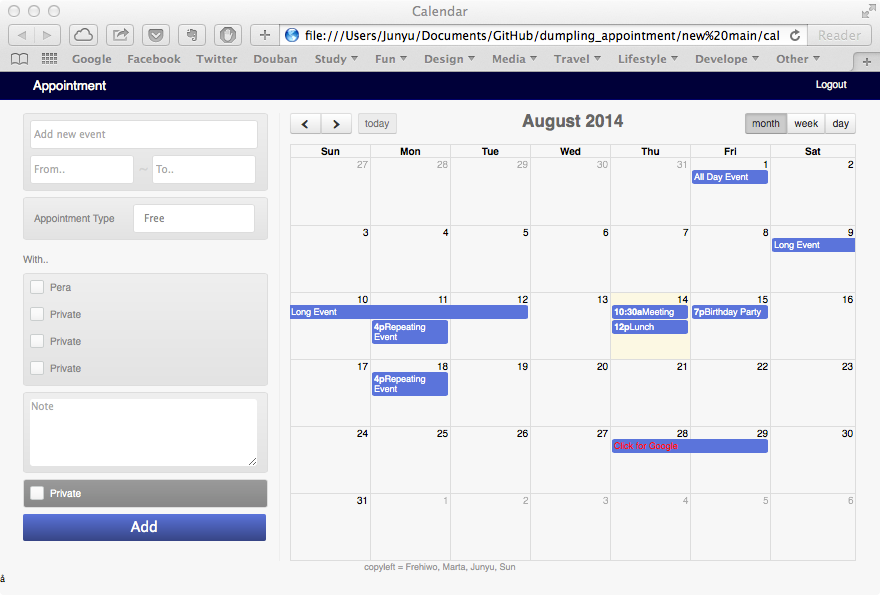 Calendar
file:///Users/Junyu/Documents/GitHub/dumpling_appointment/new%20main/cal
Reader
Google Facebook Twitter Douban Study Fun Design Media Travel Lifestyle Develope Other
Appointment Logout
Add new event
From.. ~ To..
Appointment Type Free
With..
Pera
Private
Private
Private
Note
Private
Add
today August 2014 month week day
Sun Mon Tue Wed Thu Fri Sat
27 28 29 30 31 1 2
All Day Event
3 4 5 6 7 8 9
Long Event
10 11 12 13 14 15 16
Long Event 10:30aMeeting 7pBirthday Party
4pRepeating 12pLunch
Event
17 18 19 20 21 22 23
4pRepeating
Event
24 25 26 27 28 29 30
Click for Google
31 1 2 3 4 5 6
copyleft = Frehiwo, Marta, Junyu, Sun